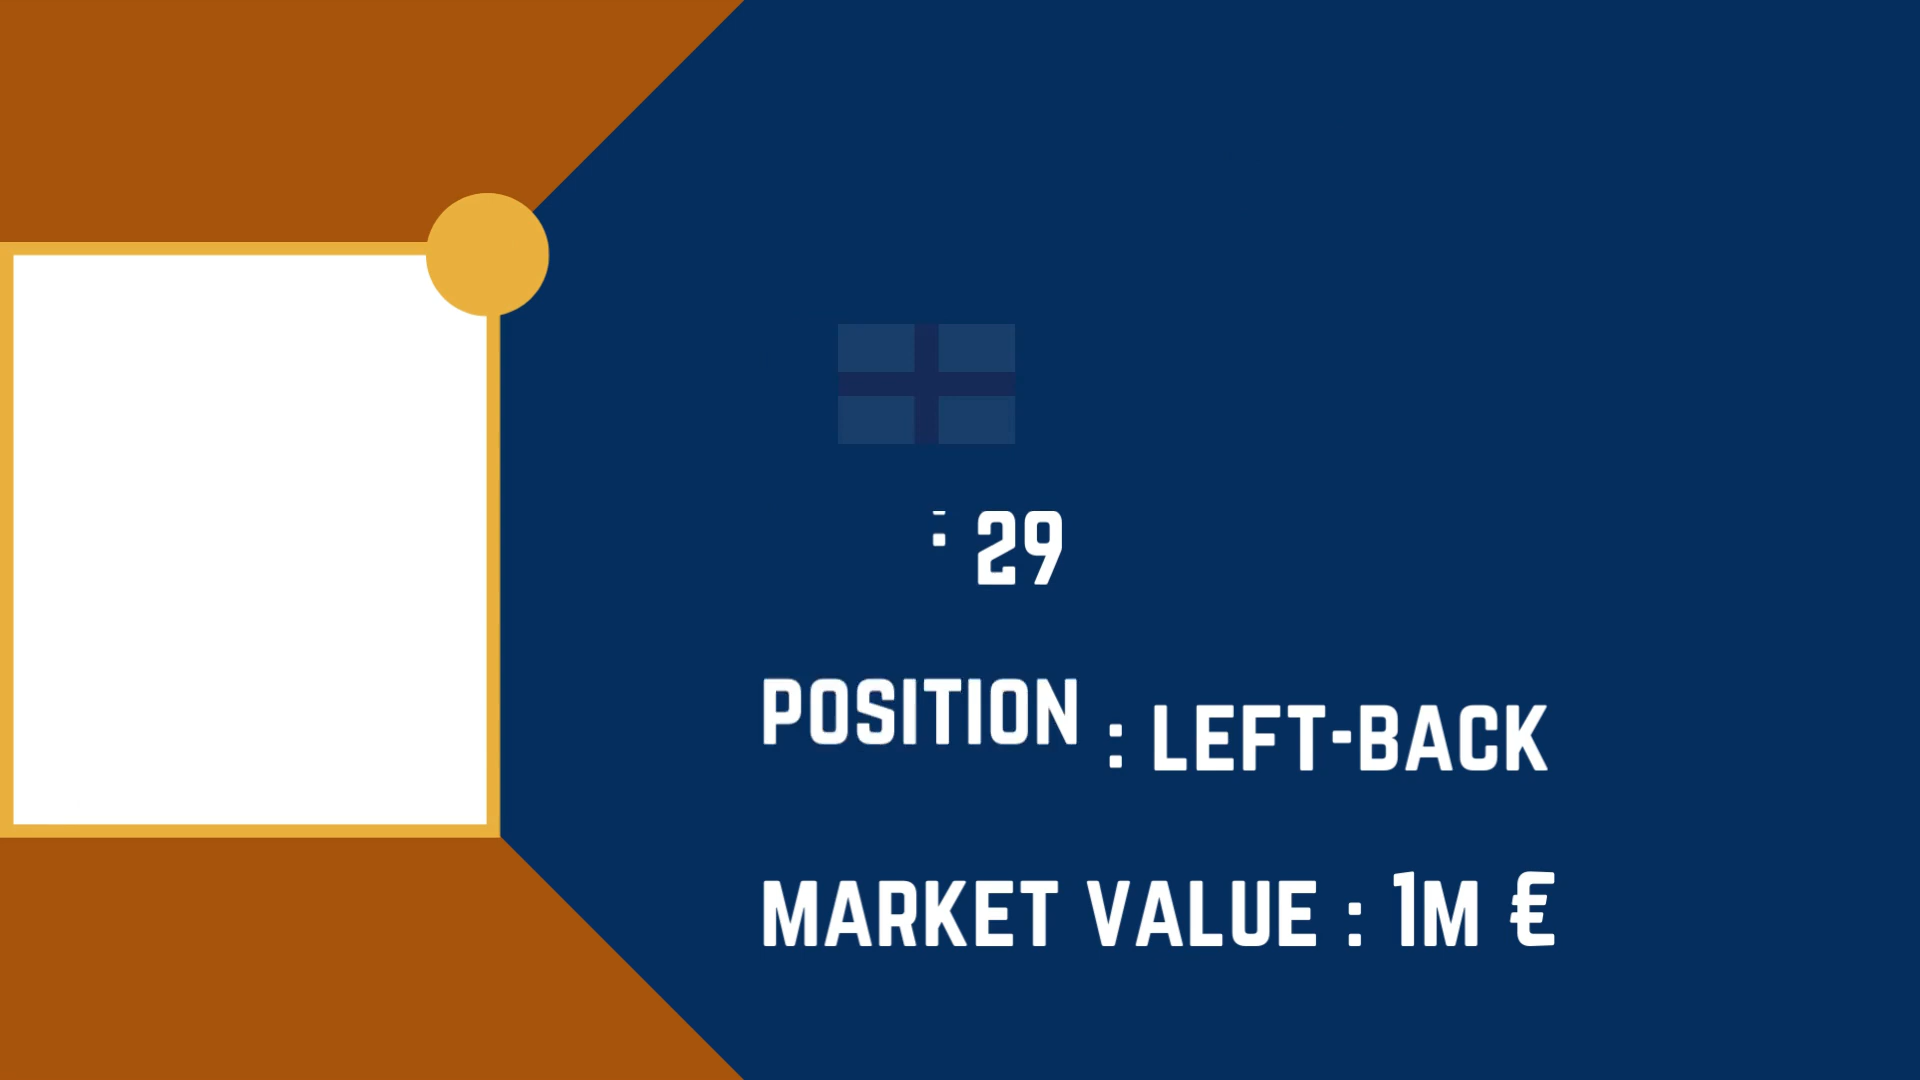 : 29
POSITION : LEFT-BACK
MARKET VALUE : 1M €